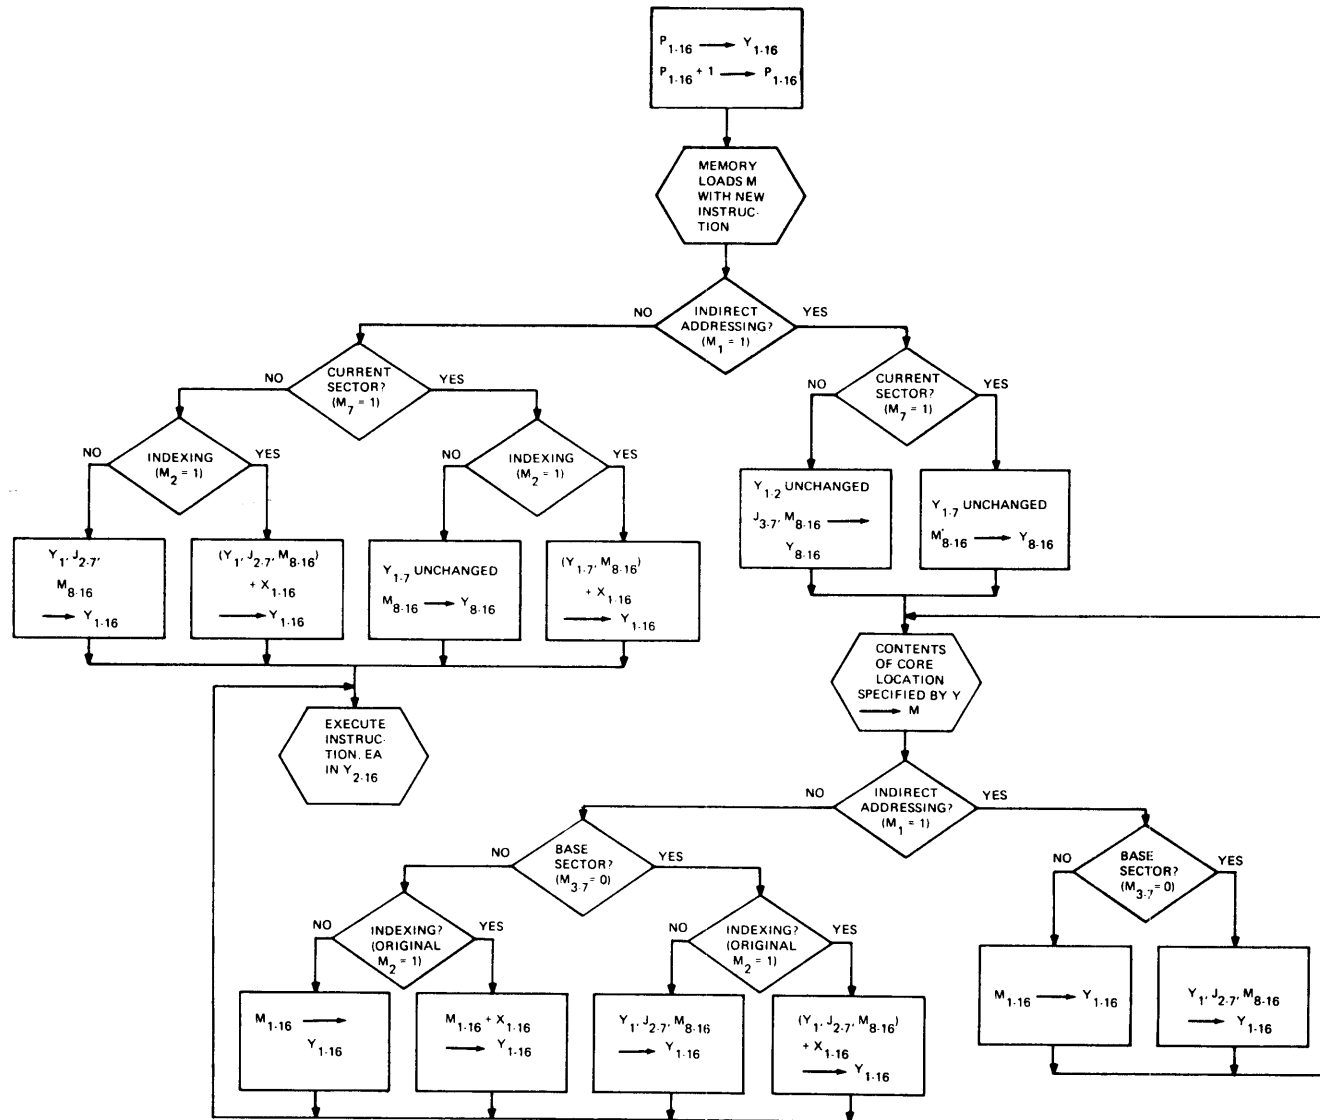 P1-16 ⟶ Y1-16
P1-16 + 1 ⟶ P1-16
MEMORY
LOADS M
WITH NEW
INSTRUC-
TION
NO
INDIRECT
ADDRESSING?
(M1 = 1)
YES
NO
CURRENT
SECTOR?
(M7 = 1)
YES
NO
CURRENT
SECTOR?
(M7 = 1)
YES
NO
INDEXING
(M2 = 1)
YES
NO
INDEXING
(M2 = 1)
YES
Y1-2 UNCHANGED
J3-7, M8-16 ⟶
Y8-16
Y1-7 UNCHANGED
M8-16 ⟶ Y8-16
Y1, J2-7,
M8-16
⟶ Y1-16
(Y1, J2-7, M8-16)
+ X1-16
⟶ Y1-16
Y1-7 UNCHANGED
M8-16 ⟶ Y8-16
(Y1-7, M8-16)
+ X1-16
⟶ Y1-16
CONTENTS
OF CORE
LOCATION
SPECIFIED BY Y
⟶ M
EXECUTE
INSTRUC-
TION. EA
IN Y2-16
NO
INDIRECT
ADDRESSING?
(M1 = 1)
YES
NO
BASE
SECTOR?
(M3-7=0)
YES
NO
BASE
SECTOR?
(M3-7=0)
YES
NO
INDEXING?
(ORIGINAL
M2 = 1)
YES
NO
INDEXING?
(ORIGINAL
M2 = 1)
YES
M1-16 ⟶
Y1-16
M1-16 + X1-16
⟶ Y1-16
Y1, J2-7, M8-16
⟶ Y1-16
(Y1, J2-7, M8-16)
+ X1-16
⟶ Y1-16
M1-16 ⟶ Y1-16
Y1, J2-7, M8-16
⟶ Y1-16